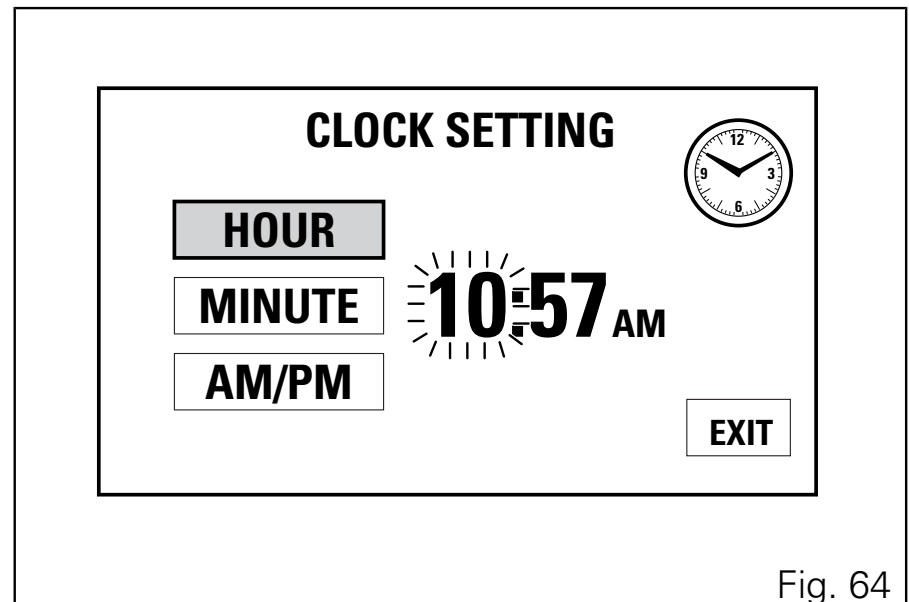 CLOCK SETTING
12
9
3
6
HOUR
MINUTE
10:57 AM
AM/PM
EXIT
Fig. 64